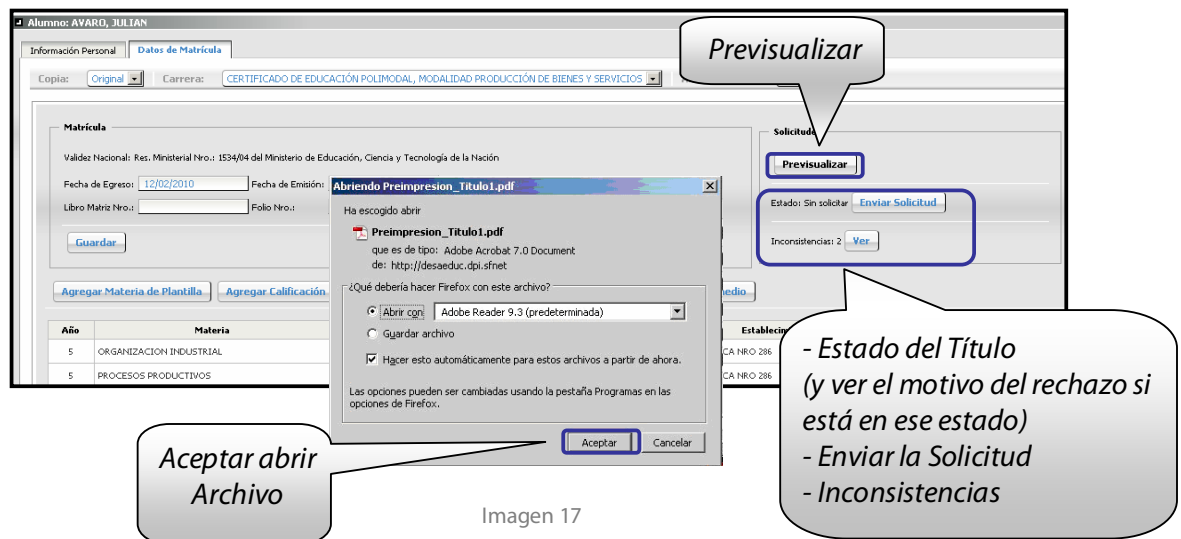 Alumno: AVARO, JULIAN
Previsualizar
Información Personal Datos de Matrícula
Copia: Original Carrera: CERTIFICADO DE EDUCACIÓN POLIMODAL, MODALIDAD PRODUCCIÓN DE BIENES Y SERVICIOS
Matrícula
Validez Nacional: Res. Ministerial Nro.: 1534/04 del Ministerio de Educación, Ciencia y Tecnología de la Nación
Fecha de Egreso: 12/02/2010 Fecha de Emisión:
Libro Matriz Nro.: Folio Nro.:
Guardar
Solicitude
Previsualizar
Estado: Sin solicitar Enviar Solicitud
Inconsistencias: 2 Ver
Abriendo Preimpresion_Titulo1.pdf
Ha escogido abrir
Preimpresion_Titulo1.pdf
que es de tipo: Adobe Acrobat 7.0 Document
de: http://desaeduc.dpi.sfnet
¿Qué debería hacer Firefox con este archivo?
Abrir con Adobe Reader 9.3 (predeterminada)
Guardar archivo
Hacer esto automáticamente para estos archivos a partir de ahora.
Las opciones pueden ser cambiadas usando la pestaña Programas en las
opciones de Firefox.
Aceptar Cancelar
Agregar Materia de Plantilla Agregar Calificación edio
Año Materia Establecim
5 ORGANIZACION INDUSTRIAL CA NRO 286
5 PROCESOS PRODUCTIVOS CA NRO 286
- Estado del Título
(y ver el motivo del rechazo si
está en ese estado)
- Enviar la Solicitud
- Inconsistencias
Aceptar abrir
Archivo
Imagen 17